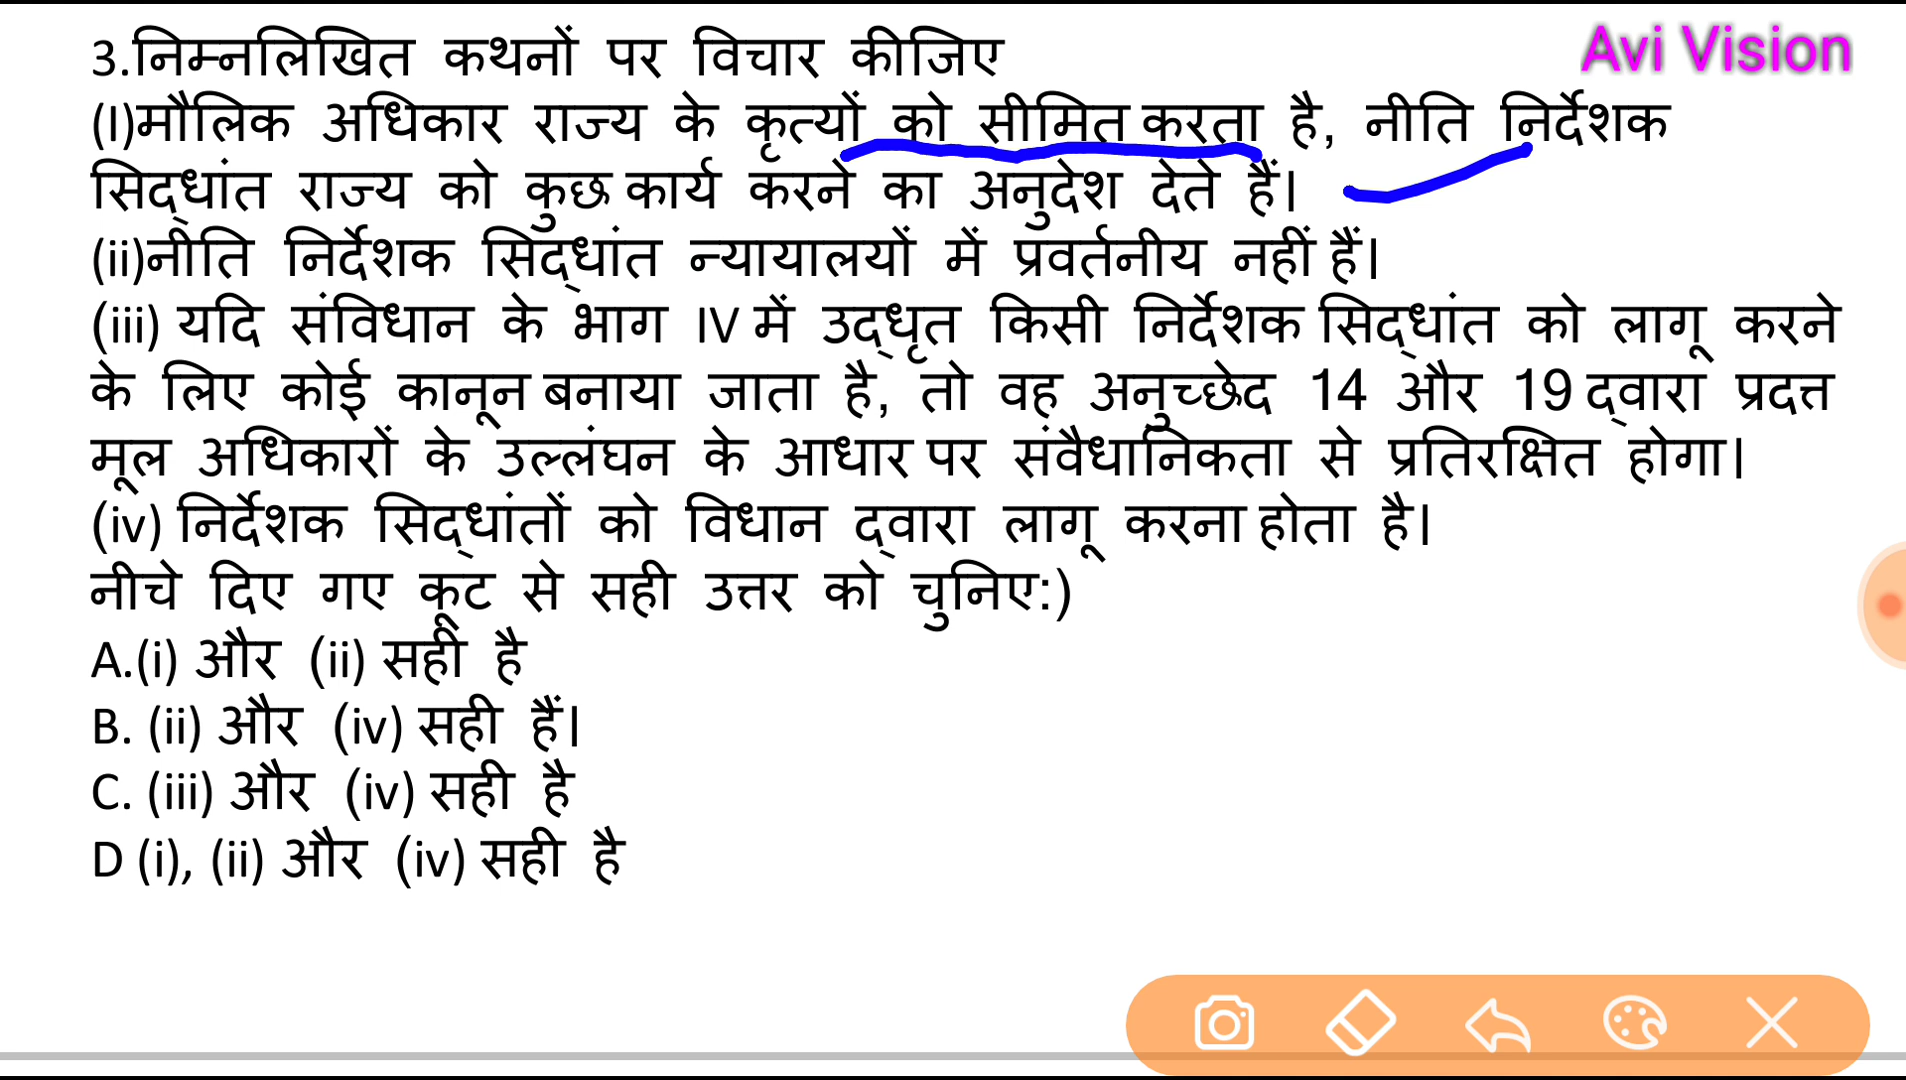 Avi Vision
3.निम्नलिखित कथनों पर विचार कीजिए
(I)मौलिक अधिकार राज्य के कृत्यों को सीमित करता है, नीति निर्देशक
सिद्धांत राज्य को कुछ कार्य करने का अनुदेश देते हैं।
(ii)नीति निर्देशक सिद्धांत न्यायालयों में प्रवर्तनीय नहीं हैं।
(iii) यदि संविधान के भाग IV में उद्धृत किसी निर्देशक सिद्धांत को लागू करने
के लिए कोई कानून बनाया जाता है, तो वह अनुच्छेद 14 और 19 द्वारा प्रदत्त
मूल अधिकारों के उल्लंघन के आधार पर संवैधानिकता से प्रतिरक्षित होगा।
(iv) निर्देशक सिद्धांतों को विधान द्वारा लागू करना होता है।
नीचे दिए गए कूट से सही उत्तर को चुनिए:)
A.(i) और (ii) सही है
B. (ii) और (iv) सही हैं।
C. (iii) और (iv) सही है
D (i), (ii) और (iv) सही है